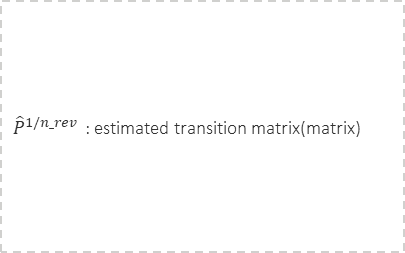 P̂^1/n_rev : estimated transition matrix(matrix)